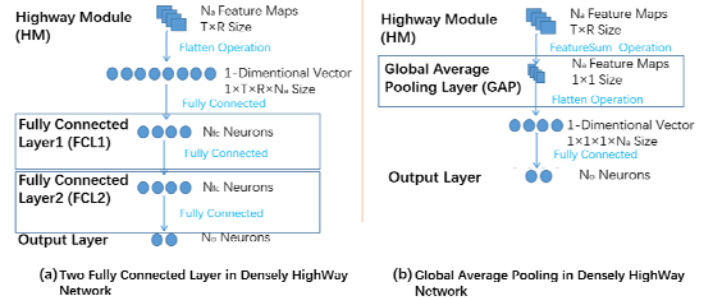 Highway Module
(HM)
Nₐ Feature Maps
T×R Size
Flatten Operation
1-Dimentional Vector
1×T×R×Nₐ Size
Fully Connected
Fully Connected
Layer1 (FCL1)
Nfc Neurons
Fully Connected
Fully Connected
Layer2 (FCL2)
Nfc Neurons
Fully Connected
Output Layer
No Neurons
(a) Two Fully Connected Layer in Densely HighWay
Network
Highway Module
(HM)
Nₐ Feature Maps
T×R Size
FeatureSum Operation
Global Average
Pooling Layer (GAP)
Nₐ Feature Maps
1×1 Size
Flatten Operation
1-Dimentional Vector
1×1×1×Nₐ Size
Fully Connected
Output Layer
No Neurons
(b) Global Average Pooling in Densely HighWay
Network